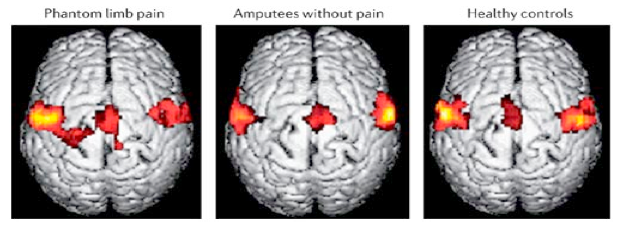 Phantom limb pain
Amputees without pain
Healthy controls